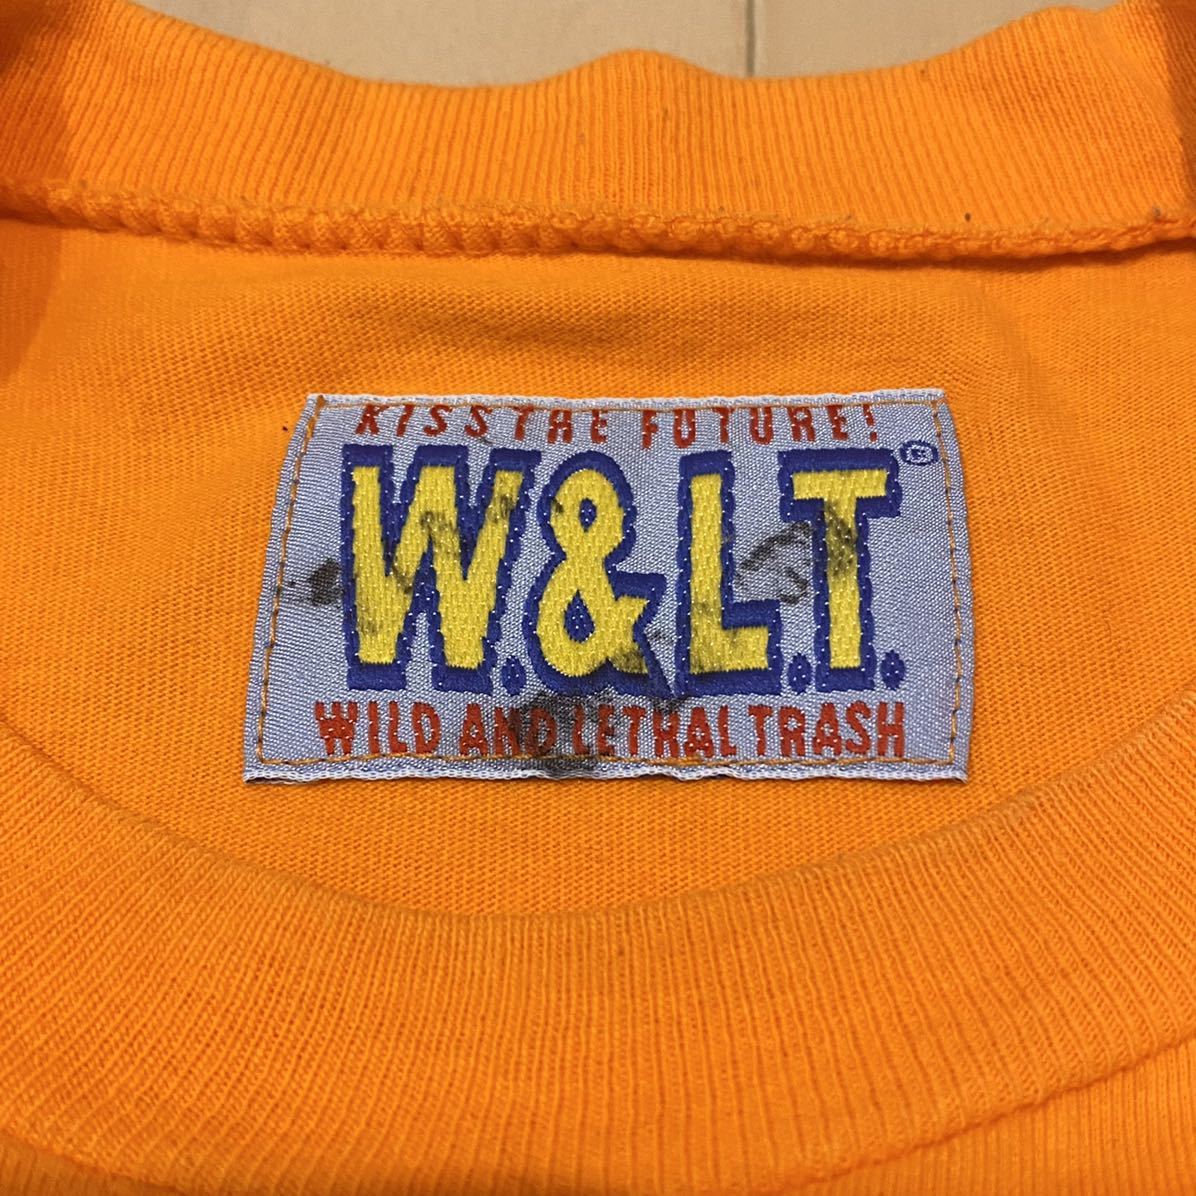 KISS THE FUTURE!
W.&L.T.®
WILD AND LETHAL TRASH